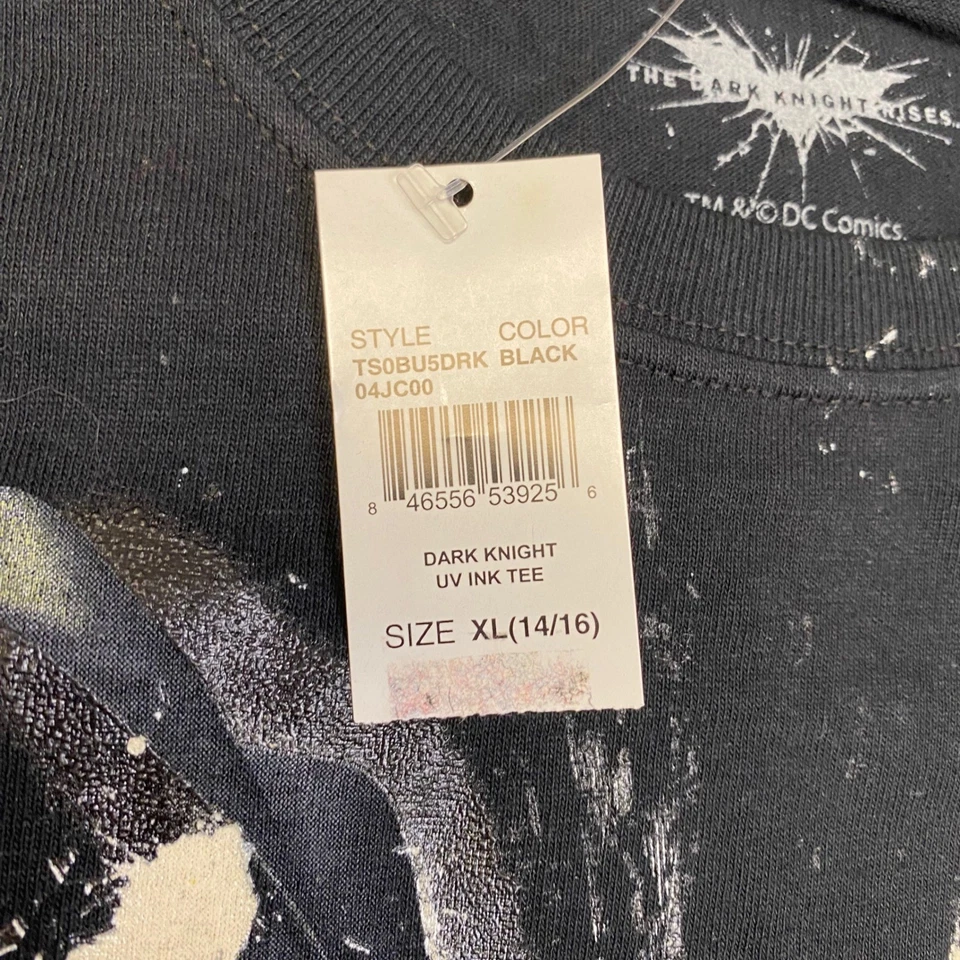 THE DARK KNIGHT RISES
TM & © DC Comics.
STYLE COLOR
TS0BU5DRK BLACK
04JC00
8 46556 53925 6
DARK KNIGHT
UV INK TEE
SIZE XL(14/16)